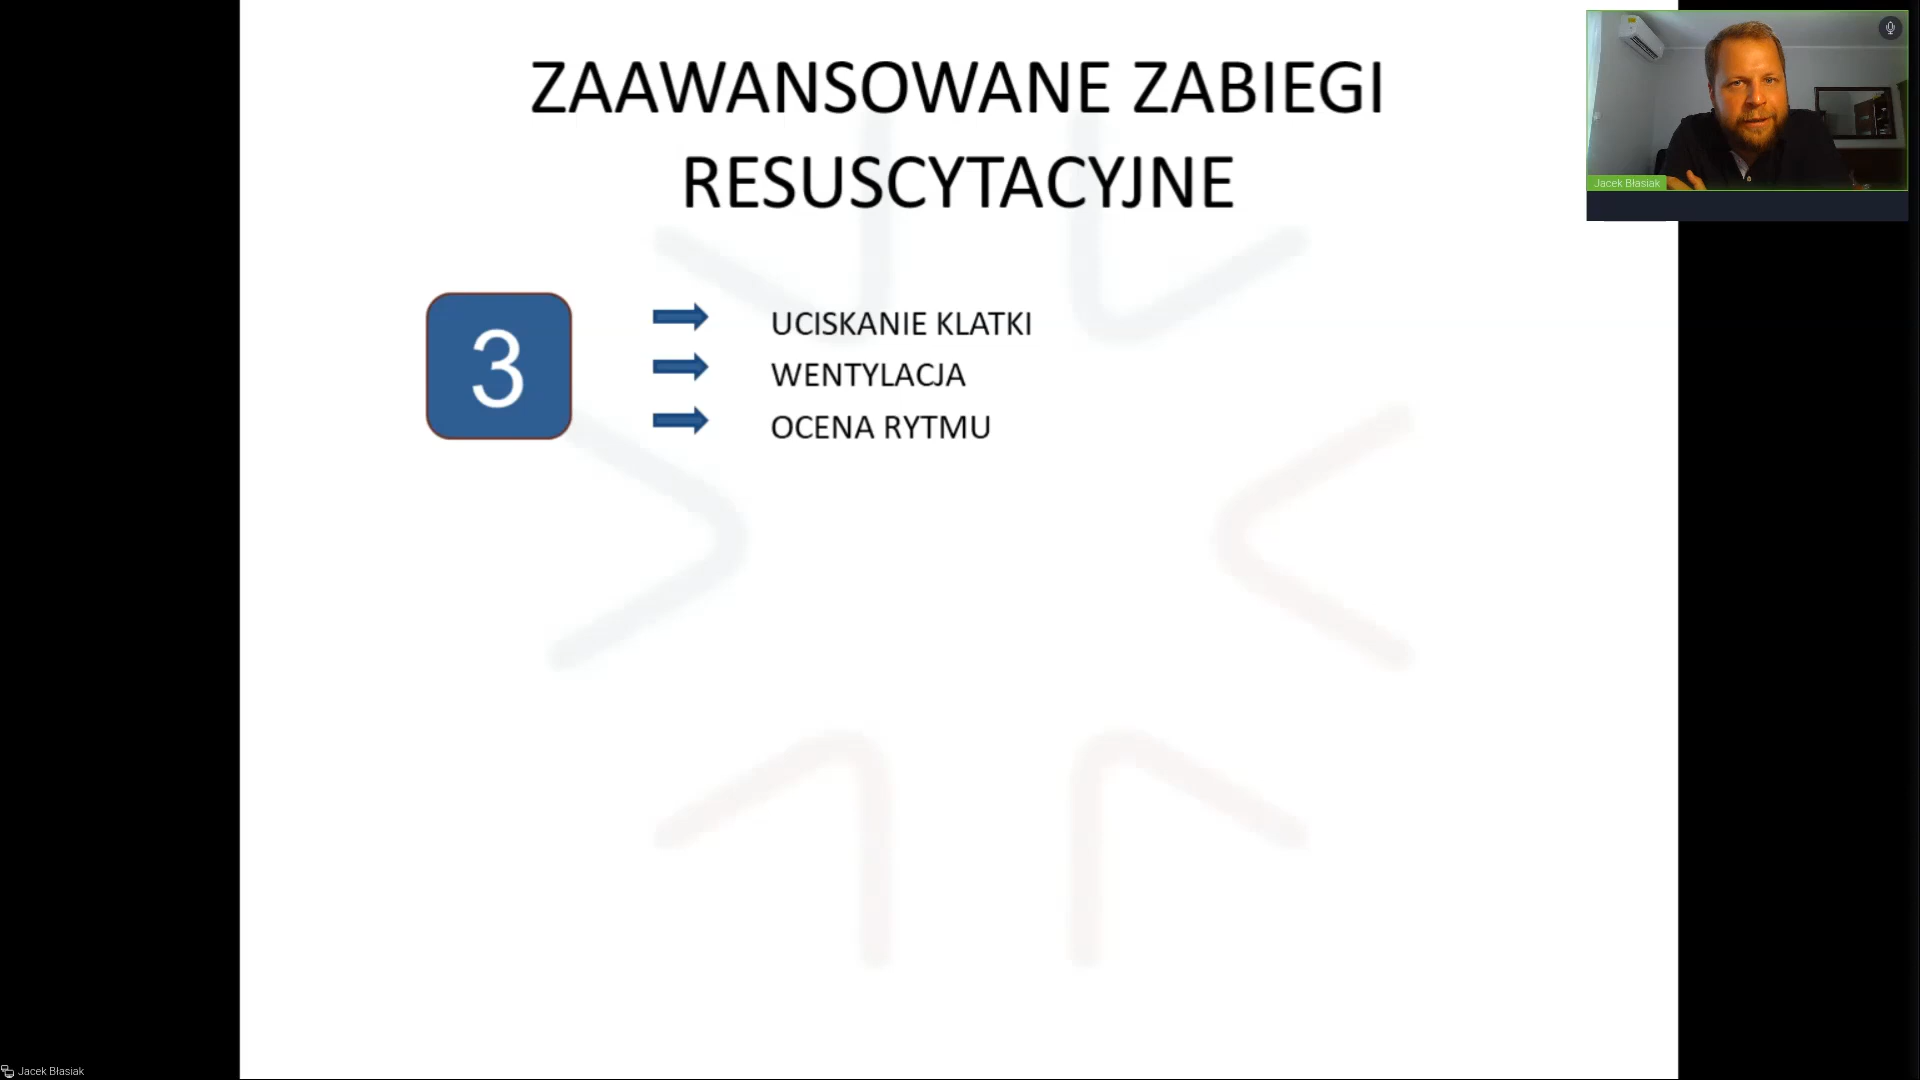 ZAAWANSOWANE ZABIEGI
RESUSCYTACYJNE
3
UCISKANIE KLATKI
WENTYLACJA
OCENA RYTMU
Jacek Błasiak
Jacek Błasiak